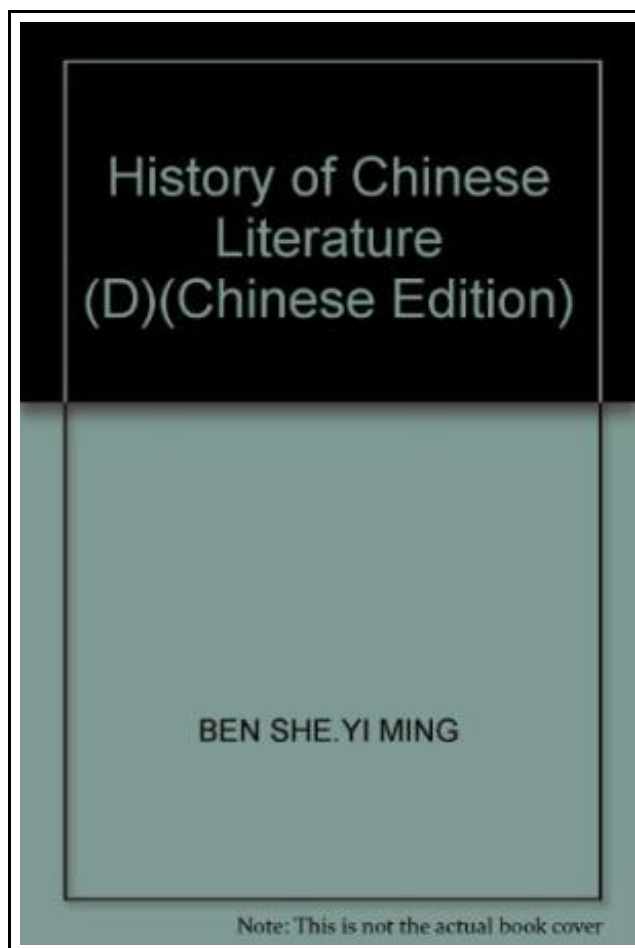 History of Chinese
Literature
(D)(Chinese Edition)
BEN SHE.YI MING
Note: This is not the actual book cover